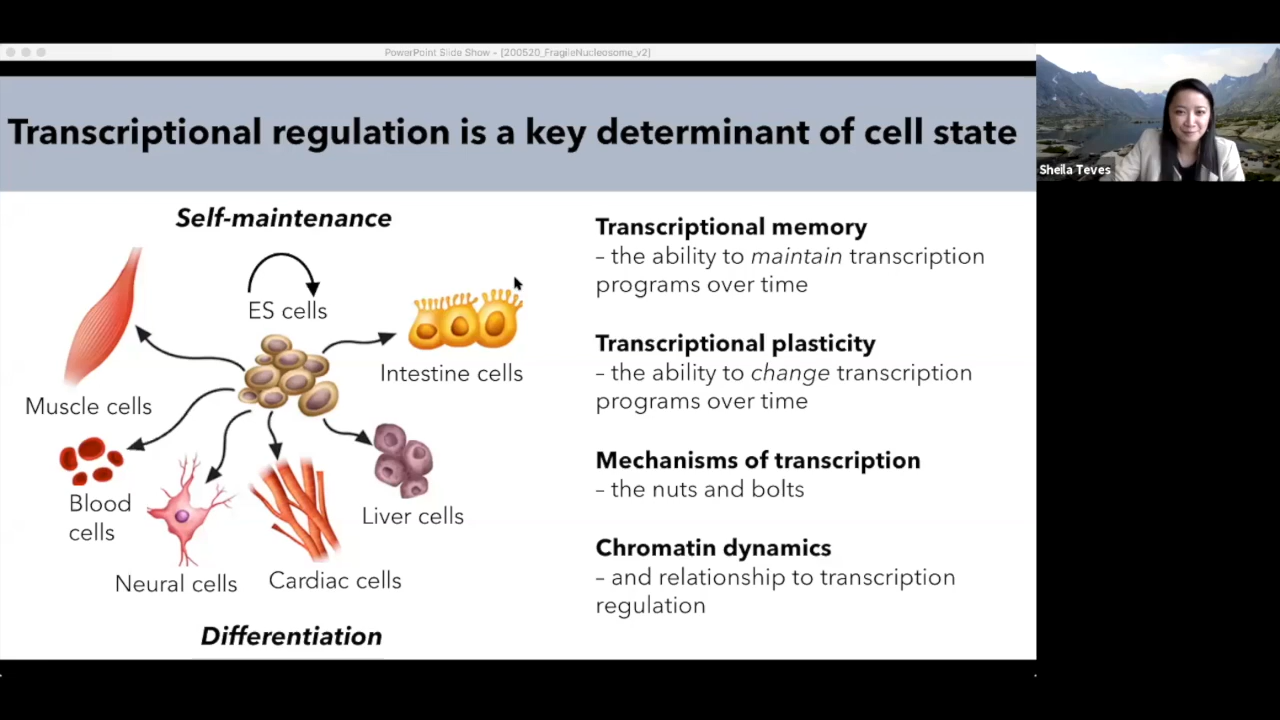 PowerPoint Slide Show - [200520_FragileNucleosome_v2]
Transcriptional regulation is a key determinant of cell state
Sheila Teves
Self-maintenance
ES cells
Intestine cells
Muscle cells
Blood
cells
Liver cells
Neural cells
Cardiac cells
Differentiation
Transcriptional memory
– the ability to maintain transcription
programs over time
Transcriptional plasticity
– the ability to change transcription
programs over time
Mechanisms of transcription
– the nuts and bolts
Chromatin dynamics
– and relationship to transcription
regulation